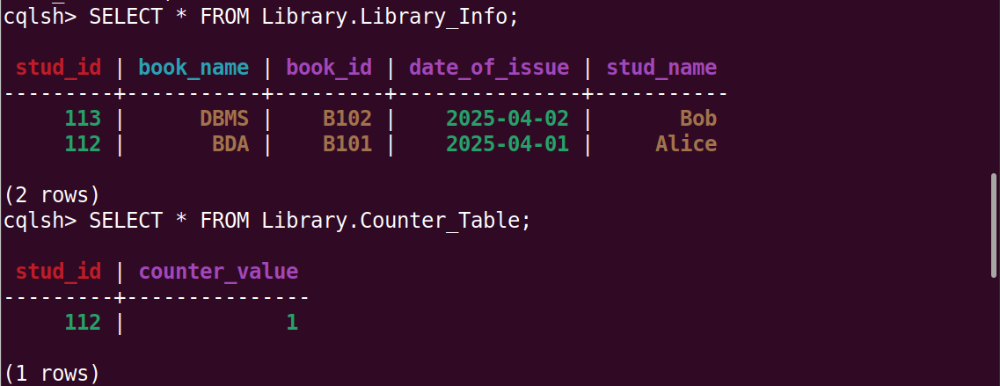 cqlsh> SELECT * FROM Library.Library_Info;
 stud_id | book_name | book_id | date_of_issue | stud_name
---------+-----------+---------+---------------+-----------
     113 |      DBMS |    B102 |    2025-04-02 |       Bob
     112 |       BDA |    B101 |    2025-04-01 |     Alice
(2 rows)
cqlsh> SELECT * FROM Library.Counter_Table;
 stud_id | counter_value
---------+---------------
     112 |             1
(1 rows)